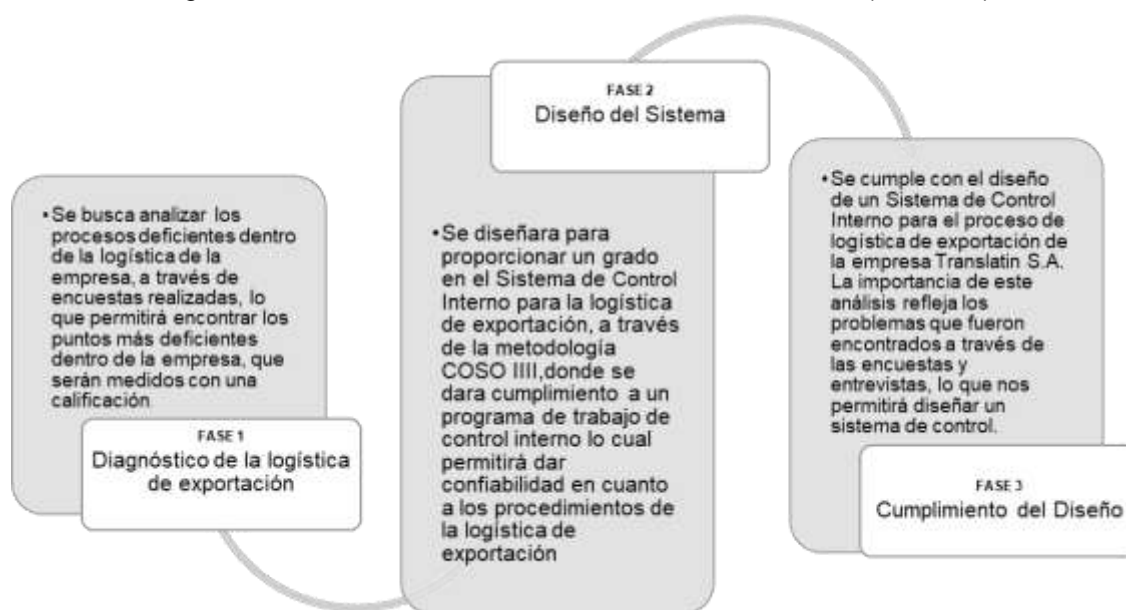 •Se busca analizar los
procesos deficientes dentro
de la logística de la
empresa, a través de
encuestas realizadas, lo
que permitirá encontrar los
puntos más deficientes
dentro de la empresa, que
serán medidos con una
calificación
FASE 1
Diagnóstico de la logística
de exportación
FASE 2
Diseño del Sistema
•Se diseñara para
proporcionar un grado
en el Sistema de Control
Interno para la logística
de exportación, a través
de la metodología
COSO IIII,donde se
dara cumplimiento a un
programa de trabajo de
control interno lo cual
permitirá dar
confiabilidad en cuanto
a los procedimientos de
la logística de
exportación
•Se cumple con el diseño
de un Sistema de Control
Interno para el proceso de
logística de exportación de
la empresa Translatin S.A.
La importancia de este
análisis refleja los
problemas que fueron
encontrados a través de
las encuestas y
entrevistas, lo que nos
permitirá diseñar un
sistema de control.
FASE 3
Cumplimiento del Diseño